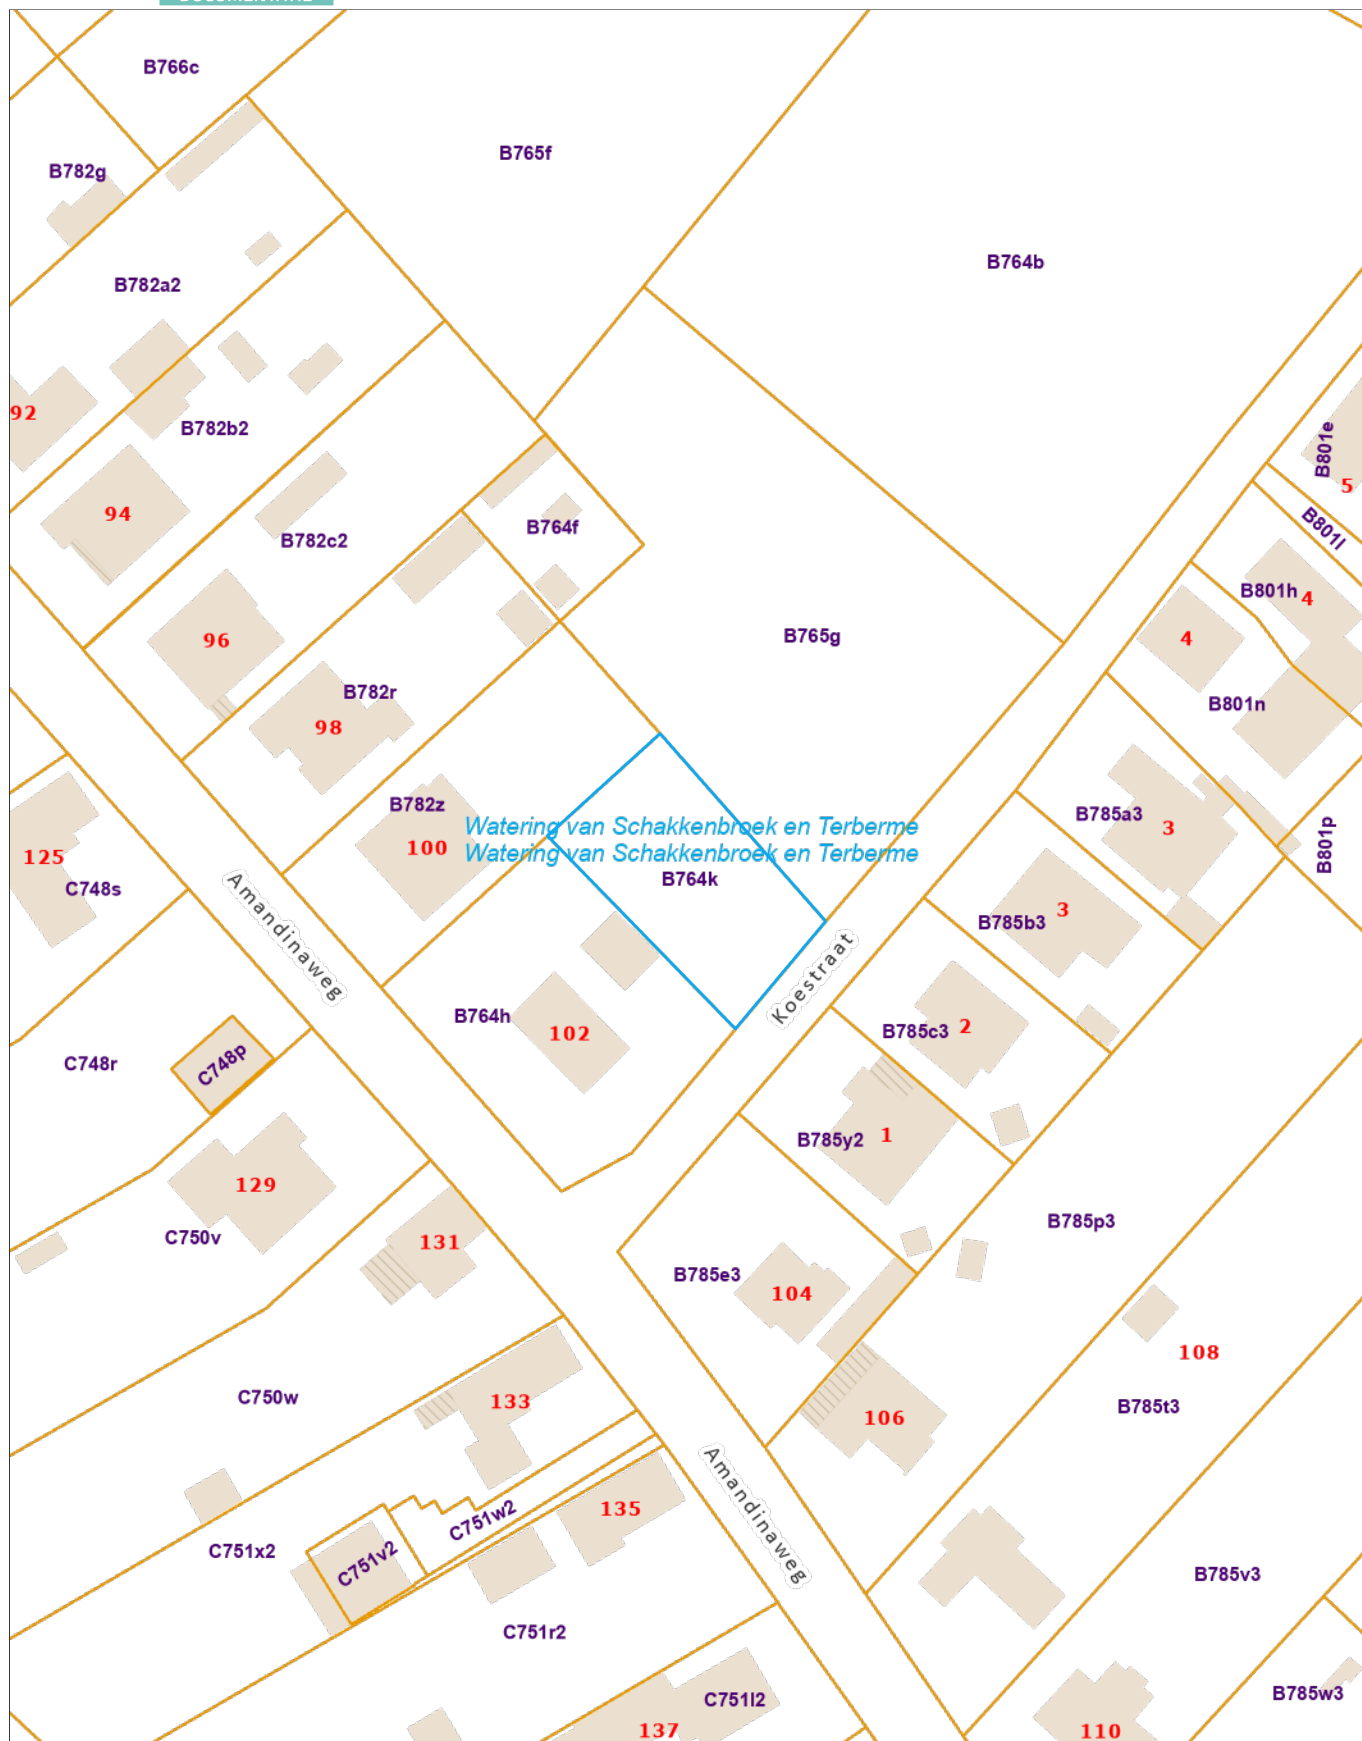 B766c
B765f
B782g
B764b
B782a2
92
B782b2
B801e
5
94
B764f
B801l
B782c2
B801h
4
96
4
B765g
B782r
B801n
98
B782z
B785a3
Watering van Schakkenbroek en Terberme
3
100
Watering van Schakkenbroek en Terberme
B801p
125
B764k
C748s
Amandinaweg
3
B785b3
Koestraat
B764h
2
B785c3
102
C748r
C748p
1
B785y2
129
B785p3
C750v
131
B785e3
104
108
C750w
133
B785t3
106
Amandinaweg
135
C751w2
C751x2
C751v2
B785v3
C751r2
B785w3
C751l2
137
110